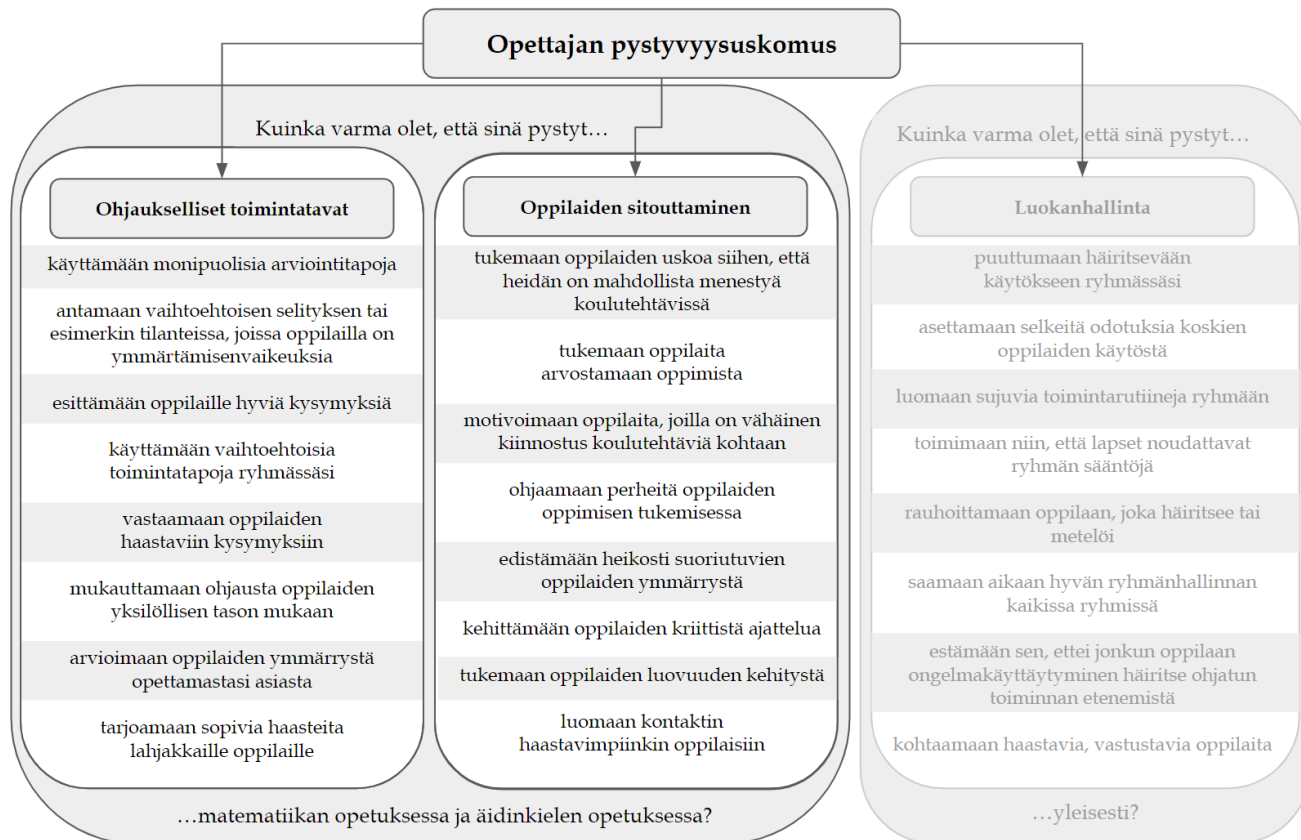 Opettajan pystyvyysuskomus
Kuinka varma olet, että sinä pystyt…
Ohjaukselliset toimintatavat
käyttämään monipuolisia arviointitapoja
antamaan vaihtoehtoisen selityksen tai
esimerkin tilanteissa, joissa oppilailla on
ymmärtämisenvaikeuksia
esittämään oppilaille hyviä kysymyksiä
käyttämään vaihtoehtoisia
toimintatapoja ryhmässäsi
vastaamaan oppilaiden
haastaviin kysymyksiin
mukauttamaan ohjausta oppilaiden
yksilöllisen tason mukaan
arvioimaan oppilaiden ymmärrystä
opettamastasi asiasta
tarjoamaan sopivia haasteita
lahjakkaille oppilaille
Oppilaiden sitouttaminen
tukemaan oppilaiden uskoa siihen, että
heidän on mahdollista menestyä
koulutehtävissä
tukemaan oppilaita
arvostamaan oppimista
motivoimaan oppilaita, joilla on vähäinen
kiinnostus koulutehtäviä kohtaan
ohjaamaan perheitä oppilaiden
oppimisen tukemisessa
edistämään heikosti suoriutuvien
oppilaiden ymmärrystä
kehittämään oppilaiden kriittistä ajattelua
tukemaan oppilaiden luovuuden kehitystä
luomaan kontaktin
haastavimpiinkin oppilaisiin
…matematiikan opetuksessa ja äidinkielen opetuksessa?
Kuinka varma olet, että sinä pystyt…
Luokanhallinta
puuttumaan häiritsevään
käytökseen ryhmässäsi
asettamaan selkeitä odotuksia koskien
oppilaiden käytöstä
luomaan sujuvia toimintarutiineja ryhmään
toimimaan niin, että lapset noudattavat
ryhmän sääntöjä
rauhoittamaan oppilaan, joka häiritsee tai
metelöi
saamaan aikaan hyvän ryhmänhallinnan
kaikissa ryhmissä
estämään sen, ettei jonkun oppilaan
ongelmakäyttäytyminen häiritse ohjatun
toiminnan etenemistä
kohtaamaan haastavia, vastustavia oppilaita
…yleisesti?